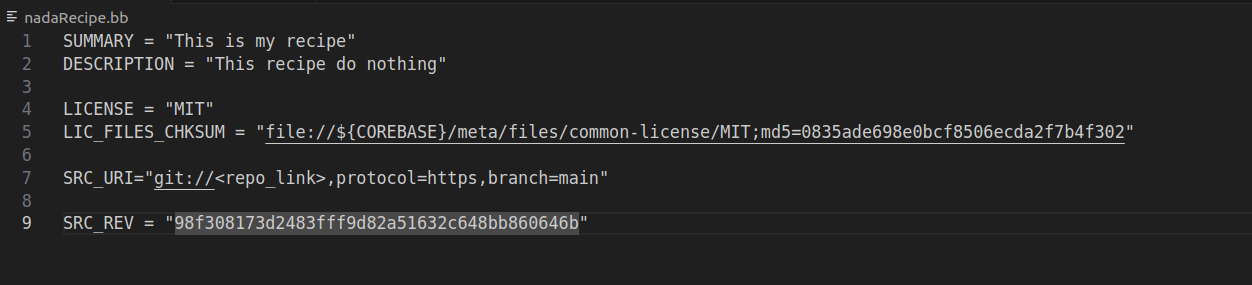 nadaRecipe.bb
1 SUMMARY = "This is my recipe"
2 DESCRIPTION = "This recipe do nothing"
3
4 LICENSE = "MIT"
5 LIC_FILES_CHKSUM = "file://${COREBASE}/meta/files/common-license/MIT;md5=0835ade698e0bcf8506ecda2f7b4f302"
6
7 SRC_URI="git://<repo_link>,protocol=https,branch=main"
8
9 SRC_REV = "98f308173d2483fff9d82a51632c648bb860646b"